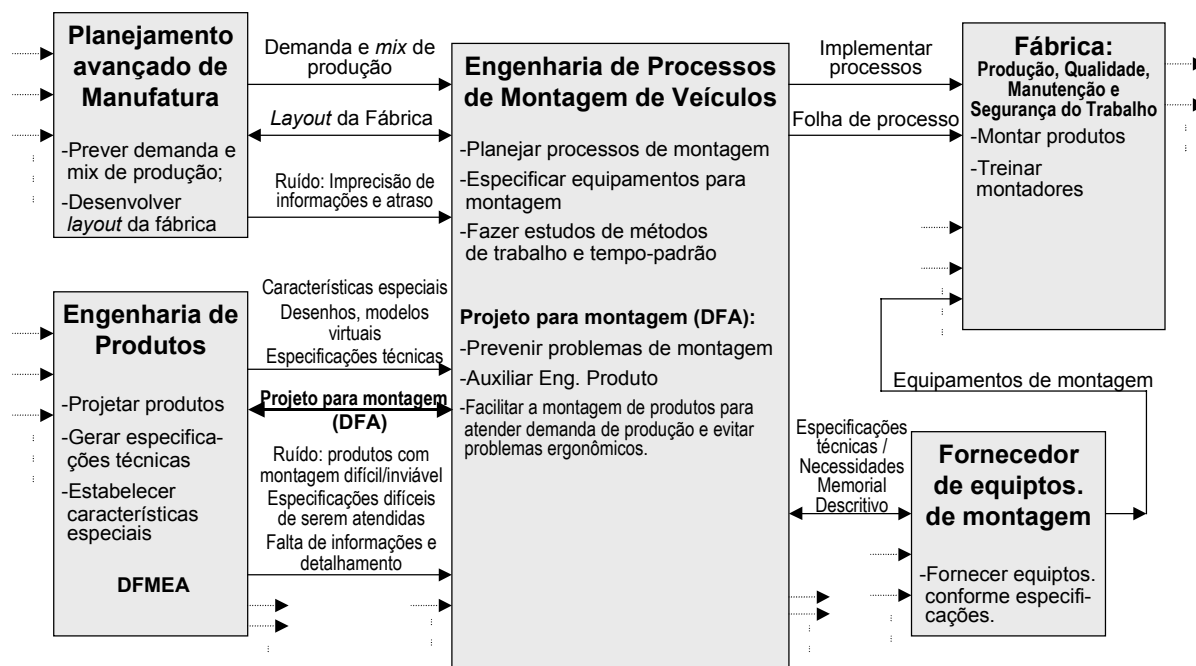 Planejamento
avançado de
Manufatura
-Prever demanda e
mix de produção;
-Desenvolver
layout da fábrica
Demanda e mix de
produção
Layout da Fábrica
Ruído: Imprecisão de
informações e atraso
Engenharia de
Produtos
-Projetar produtos
-Gerar especifica-
ções técnicas
-Estabelecer
características
especiais
DFMEA
Características especiais
Desenhos, modelos
virtuais
Especificações técnicas
Projeto para montagem
(DFA)
Ruído: produtos com
montagem difícil/inviável
Especificações difíceis
de serem atendidas
Falta de informações e
detalhamento
Engenharia de Processos
de Montagem de Veículos
-Planejar processos de montagem
-Especificar equipamentos para
montagem
-Fazer estudos de métodos
de trabalho e tempo-padrão
Projeto para montagem (DFA):
-Prevenir problemas de montagem
-Auxiliar Eng. Produto
-Facilitar a montagem de produtos para
atender demanda de produção e evitar
problemas ergonômicos.
Implementar
processos
Folha de processo
Fábrica:
Produção, Qualidade,
Manutenção e
Segurança do Trabalho
-Montar produtos
-Treinar
montadores
Equipamentos de montagem
Especificações
técnicas /
Necessidades
Memorial
Descritivo
Fornecedor
de equiptos.
de montagem
-Fornecer equiptos.
conforme especifi-
cações.